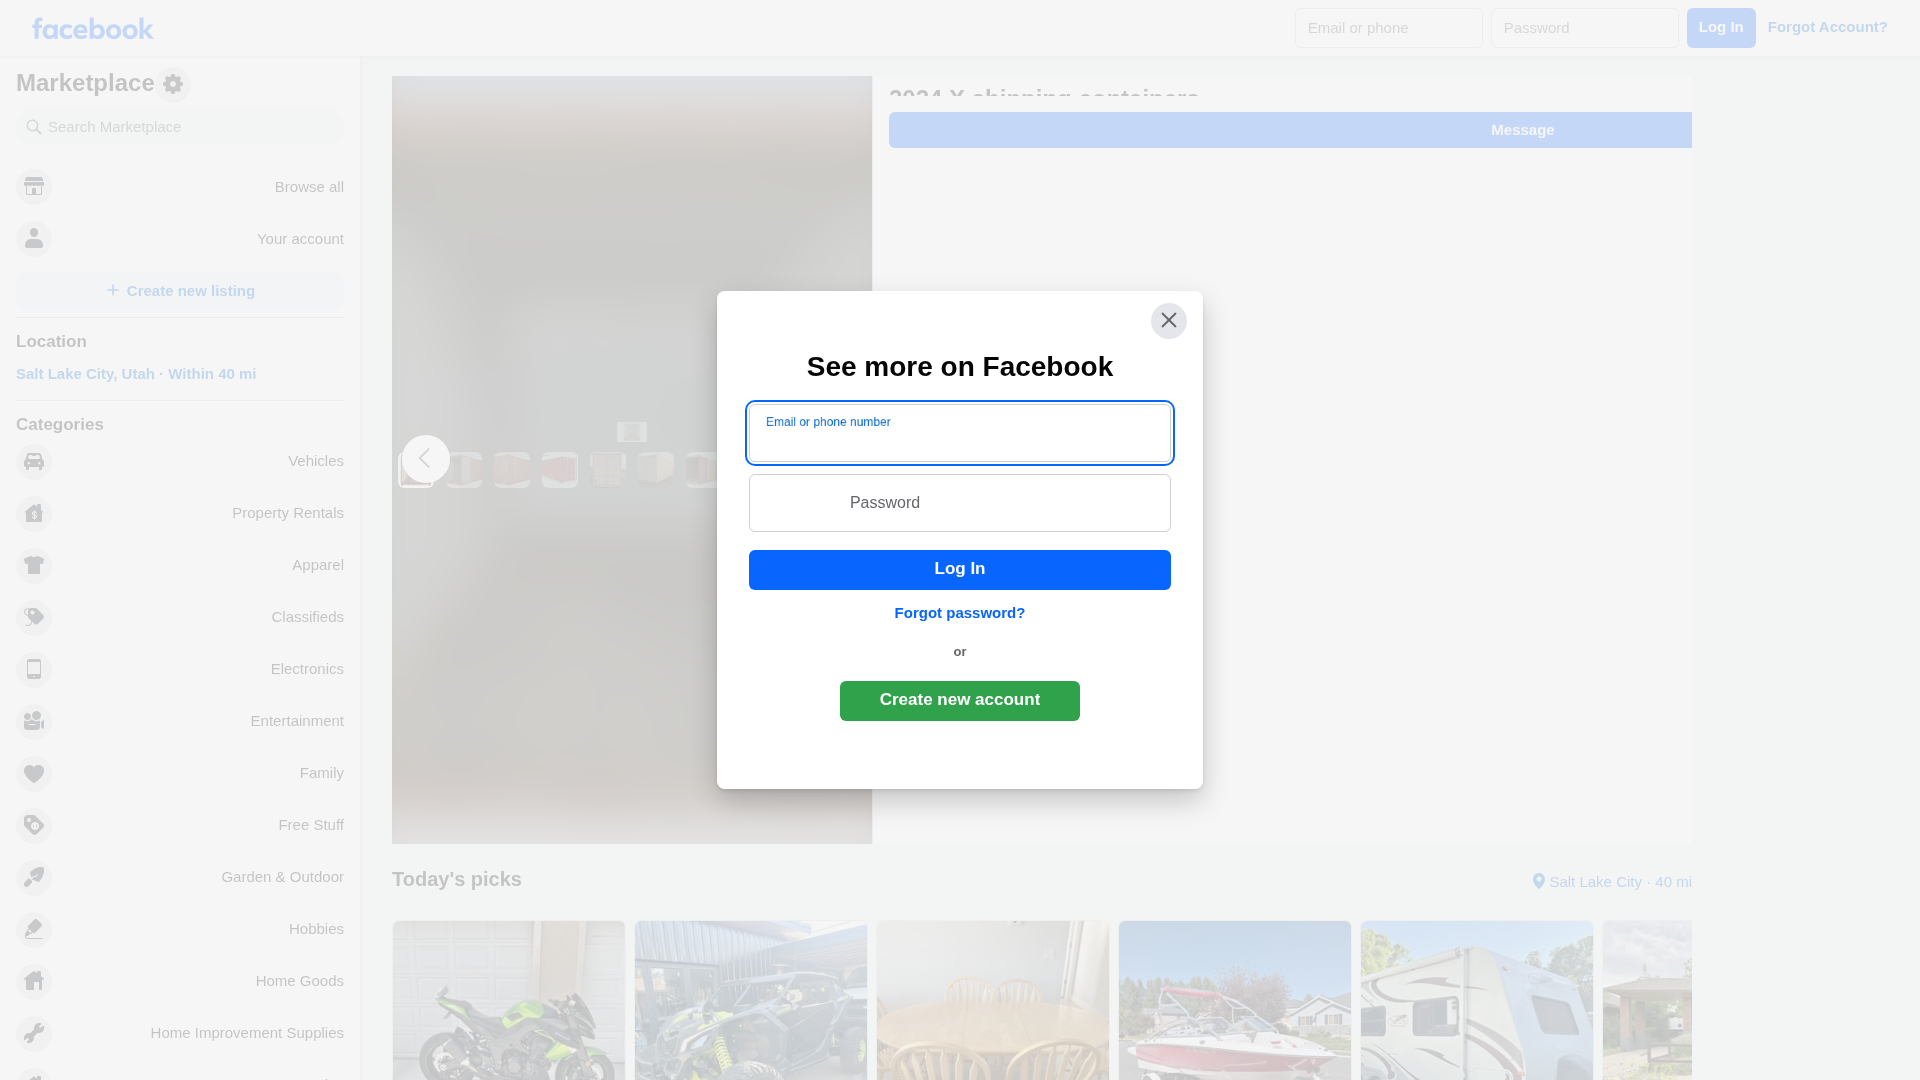 facebook
Email or phone
Password
Log In
Forgot Account?
Marketplace
Search Marketplace
Browse all
Your account
Create new listing
Location
Salt Lake City, Utah · Within 40 mi
Categories
Vehicles
Property Rentals
Apparel
Classifieds
Electronics
Entertainment
Family
Free Stuff
Garden & Outdoor
Hobbies
Home Goods
Home Improvement Supplies
2024 X shipping containers
Message
See more on Facebook
Email or phone number
Password
Log In
Forgot password?
or
Create new account
Today's picks
Salt Lake City · 40 mi